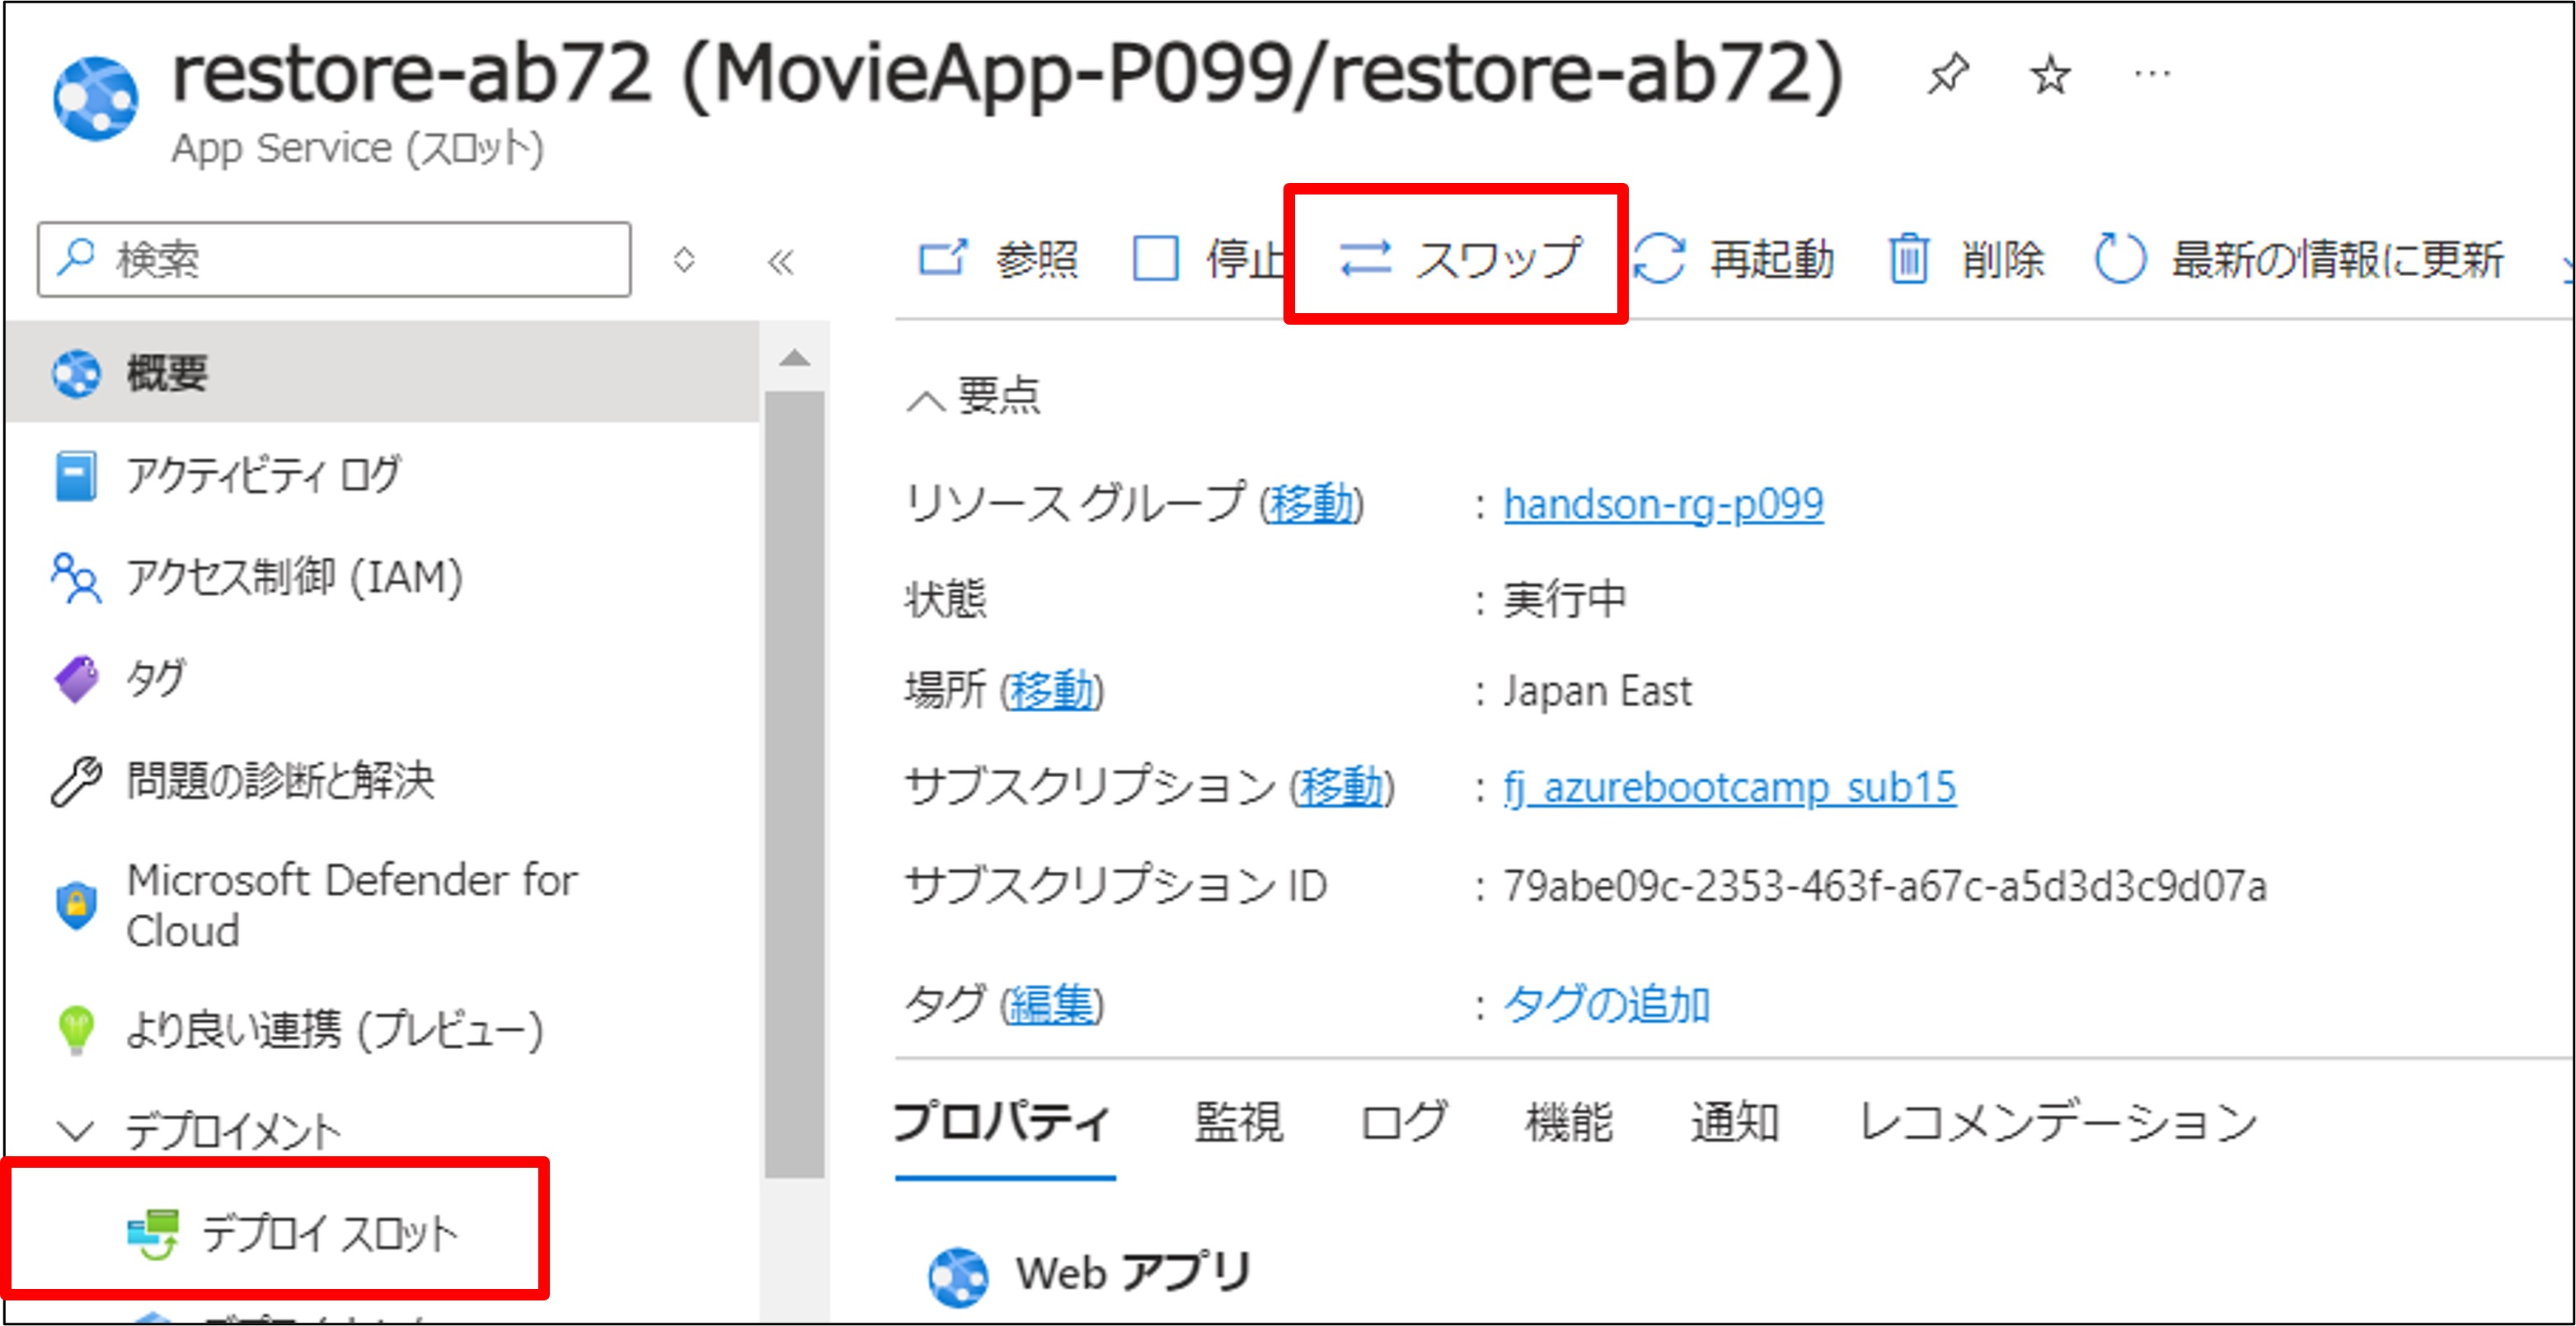 restore-ab72 (MovieApp-P099/restore-ab72)
App Service (スロット)
検索
参照 停止 スワップ 再起動 削除 最新の情報に更新
概要
アクティビティ ログ
アクセス制御 (IAM)
タグ
問題の診断と解決
Microsoft Defender for
Cloud
より良い連携 (プレビュー)
デプロイメント
デプロイ スロット
要点
リソース グループ (移動) : handson-rg-p099
状態 : 実行中
場所 (移動) : Japan East
サブスクリプション (移動) : fj_azurebootcamp_sub15
サブスクリプション ID : 79abe09c-2353-463f-a67c-a5d3d3c9d07a
タグ (編集) : タグの追加
プロパティ 監視 ログ 機能 通知 レコメンデーション
Web アプリ